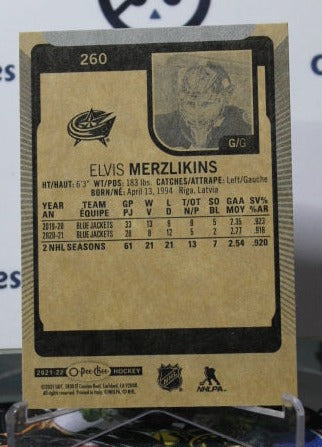 260
G/G
ELVIS MERZLIKINS
HT/HAUT: 6'3" WT/PDS: 183 lbs. CATCHES/ATTRAPE: Left/Gauche
BORN/NÉ: April 13, 1994 Riga, Latvia
YEAR TEAM GP W L T/OT SO GAA SV%
AN ÉQUIPE PJ V D N/P BL MOY %AR
2019-20 BLUE JACKETS 33 13 9 8 5 2.35 .923
2020-21 BLUE JACKETS 28 8 12 5 2 2.77 .916
2 NHL SEASONS 61 21 21 13 7 2.54 .920
2021-22 O-Pee-Chee HOCKEY
NHL
NHLPA